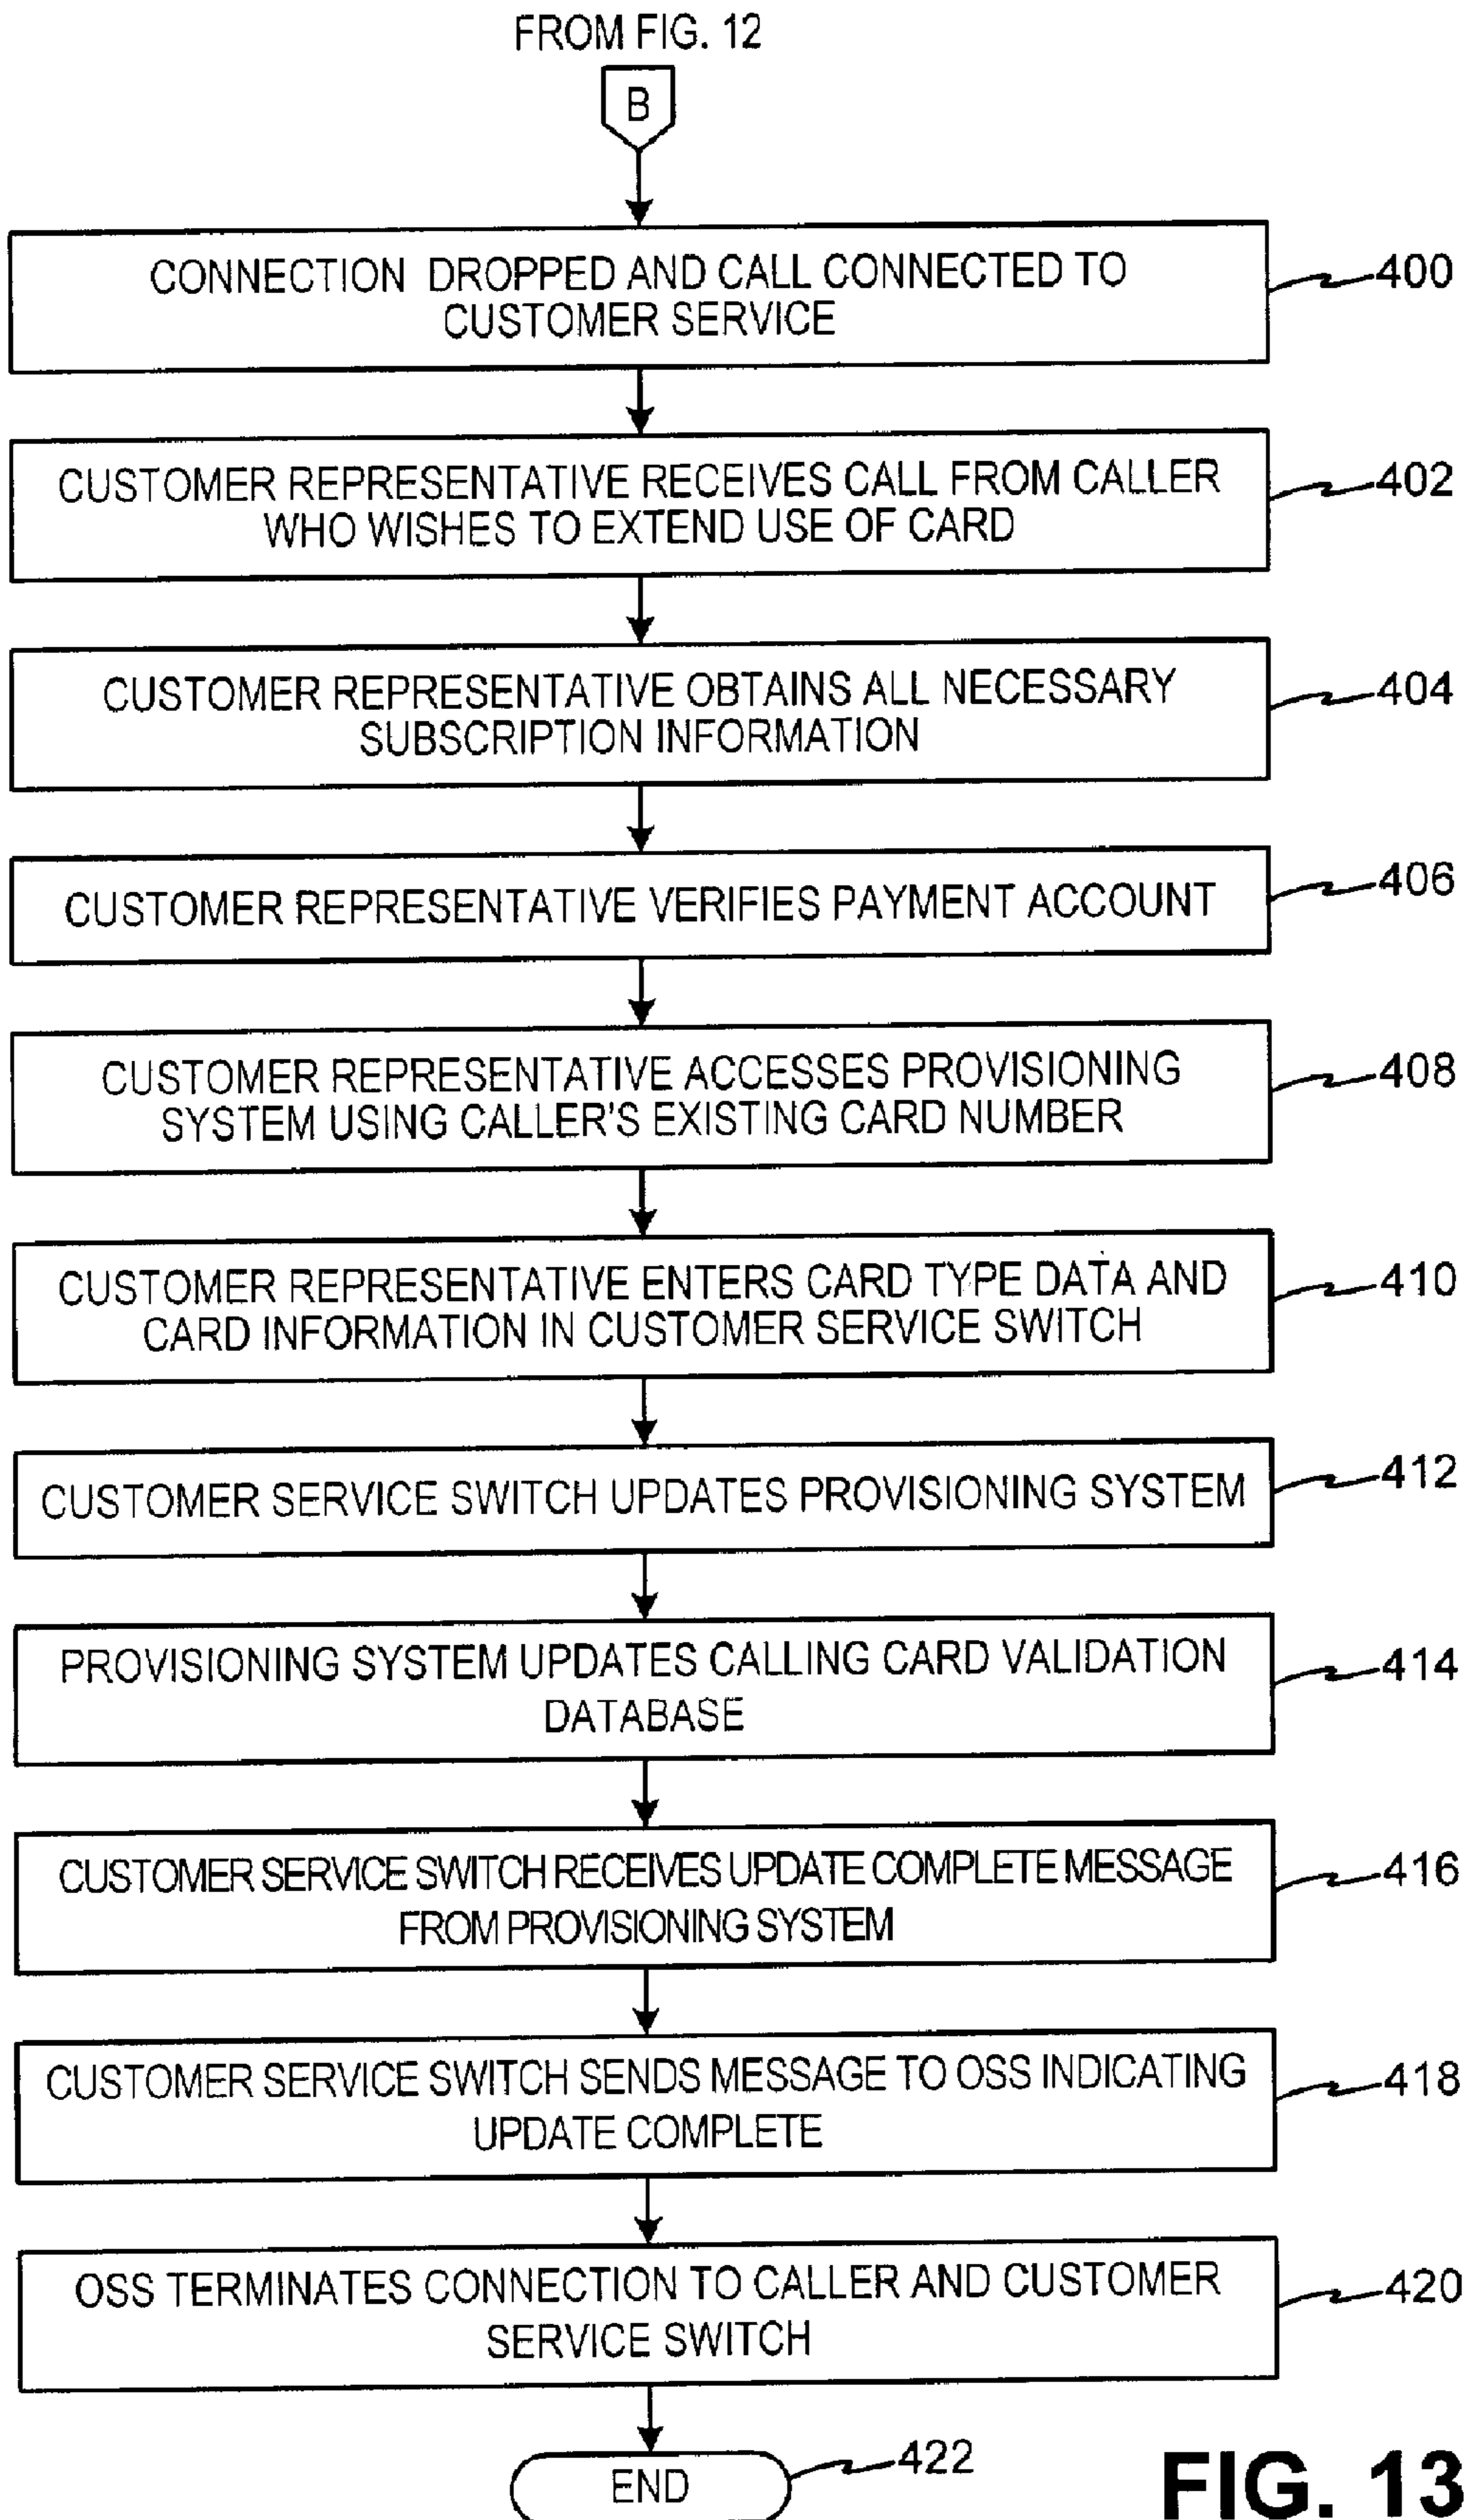 FROM FIG. 12
B
CONNECTION DROPPED AND CALL CONNECTED TO
CUSTOMER SERVICE
400
CUSTOMER REPRESENTATIVE RECEIVES CALL FROM CALLER
WHO WISHES TO EXTEND USE OF CARD
402
CUSTOMER REPRESENTATIVE OBTAINS ALL NECESSARY
SUBSCRIPTION INFORMATION
404
CUSTOMER REPRESENTATIVE VERIFIES PAYMENT ACCOUNT
406
CUSTOMER REPRESENTATIVE ACCESSES PROVISIONING
SYSTEM USING CALLER'S EXISTING CARD NUMBER
408
CUSTOMER REPRESENTATIVE ENTERS CARD TYPE DATA AND
CARD INFORMATION IN CUSTOMER SERVICE SWITCH
410
CUSTOMER SERVICE SWITCH UPDATES PROVISIONING SYSTEM
412
PROVISIONING SYSTEM UPDATES CALLING CARD VALIDATION
DATABASE
414
CUSTOMER SERVICE SWITCH RECEIVES UPDATE COMPLETE MESSAGE
FROM PROVISIONING SYSTEM
416
CUSTOMER SERVICE SWITCH SENDS MESSAGE TO OSS INDICATING
UPDATE COMPLETE
418
OSS TERMINATES CONNECTION TO CALLER AND CUSTOMER
SERVICE SWITCH
420
END
422
FIG. 13